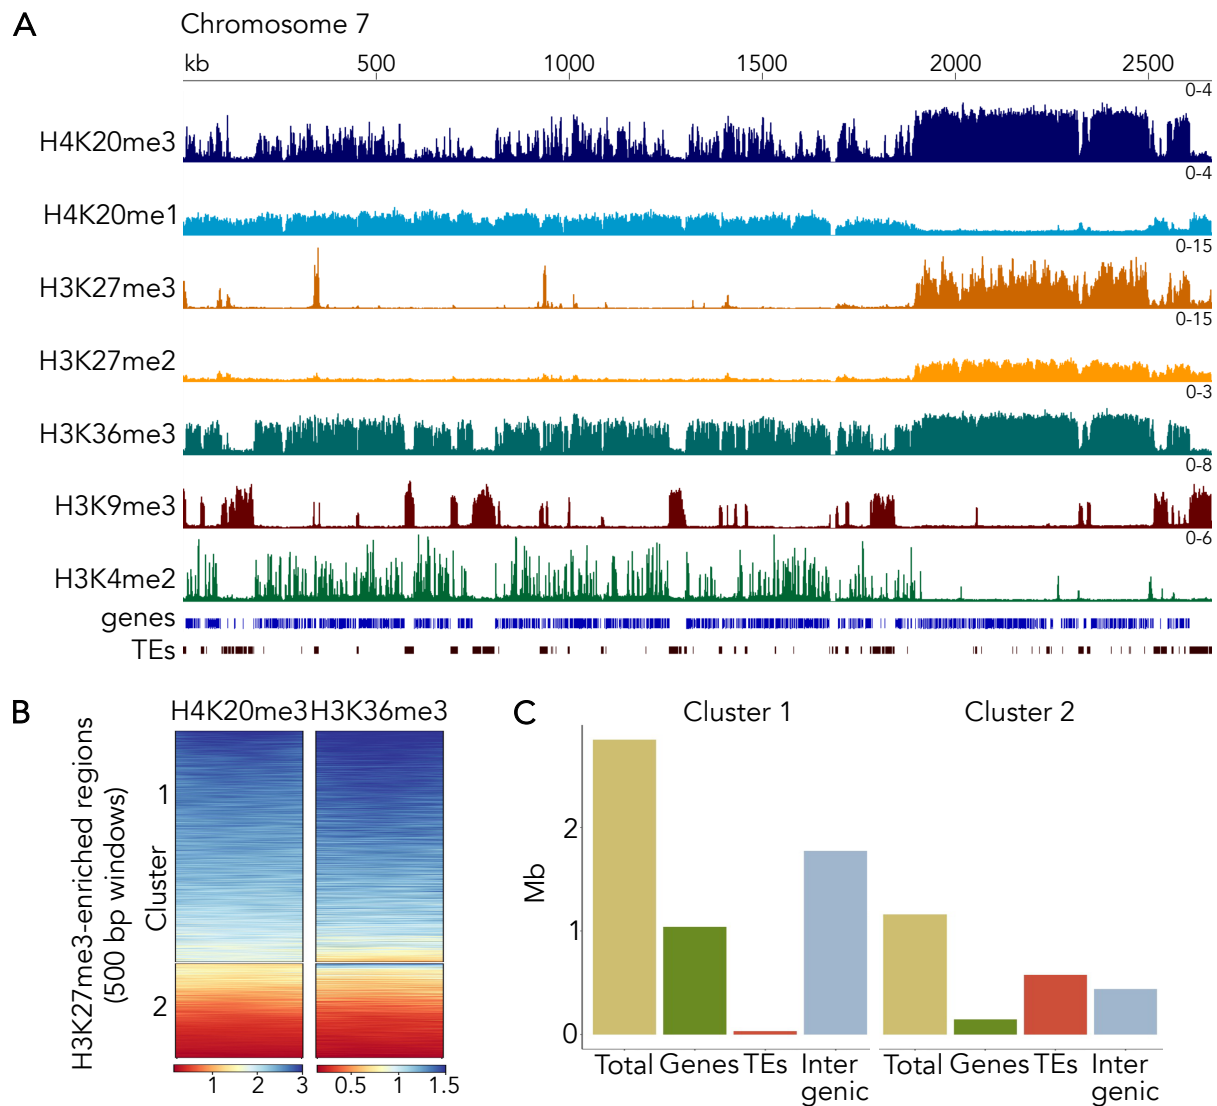 A
Chromosome 7
kb 500 1000 1500 2000 2500
0-4
H4K20me3
0-4
H4K20me1
0-15
H3K27me3
0-15
H3K27me2
0-3
H3K36me3
0-8
H3K9me3
0-6
H3K4me2
genes
TEs
B
H4K20me3 H3K36me3
H3K27me3-enriched regions
(500 bp windows)
Cluster
1
2
1 2 3 0.5 1 1.5
C
Cluster 1 Cluster 2
Mb
2
1
0
Total Genes TEs Inter Total Genes TEs Inter
genic genic